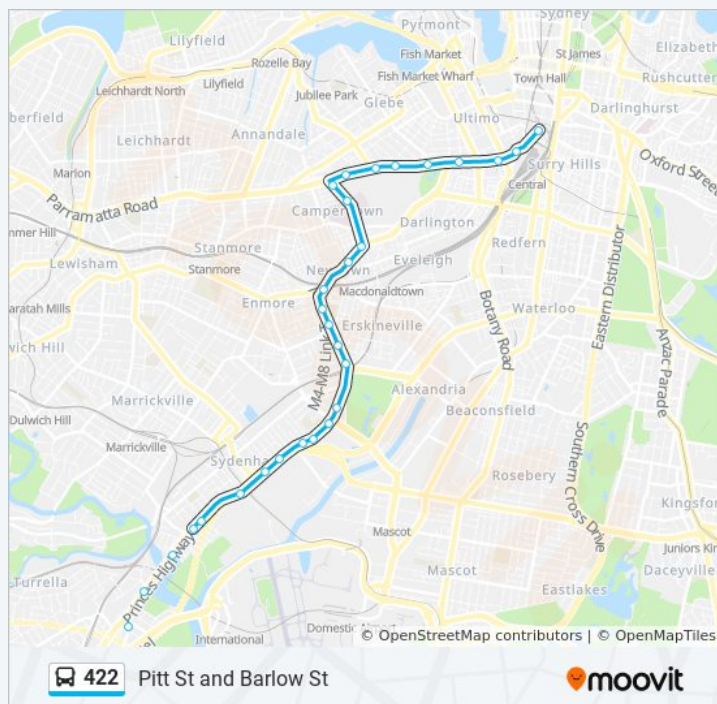 Sydney
Pyrmont
Elizabeth
Lilyfield
Rozelle Bay
Fish Market
St James
Fish Market Wharf
Town Hall
Rushcutter
Leichhardt North
Lilyfield
Jubilee Park
Glebe
Darlinghurst
berfield
Annandale
Ultimo
Leichhardt
Oxford Street
Surry Hills
Marion
Central
Parramatta Road
Camperdown
Darlington
mmer Hill
Stanmore
Redfern
Lewisham
Stanmore
Newtown
Eveleigh
Eastern Distributor
Macdonaldtown
aratah Mills
Enmore
Waterloo
Erskineville
Botany Road
Anzac Parade
wich Hill
M4-M8 Link
Alexandria
Marrickville
Beaconsfield
Dulwich Hill
Marrickville
Sydenham
Southern Cross Drive
Rosebery
Kingsfor
Mascot
Juniors Kin
Princes Highway
Turrella
Mascot
Daceyville
Eastlakes
International
Domestic Airport
© OpenStreetMap contributors | © OpenMapTiles
422 Pitt St and Barlow St
moovit